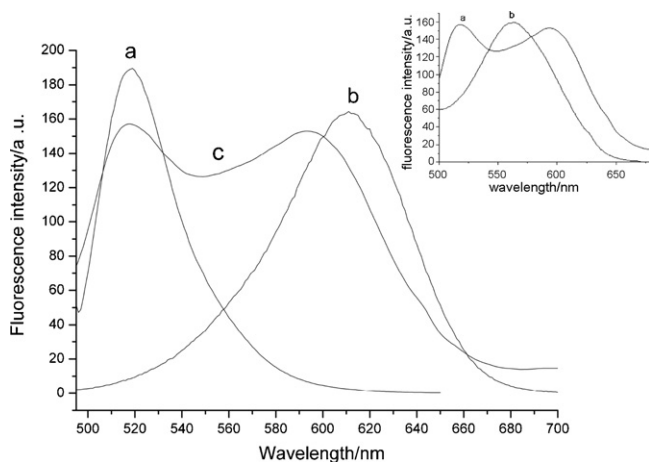 200
180
160
140
120
100
80
60
40
20
0
Fluorescence intensity/a .u.
a
b
c
500 520 540 560 580 600 620 640 660 680 700
Wavelength/nm
160
140
120
100
80
60
40
20
0
fluorescence intensity/a.u.
a
b
500 550 600 650
wavelength/nm